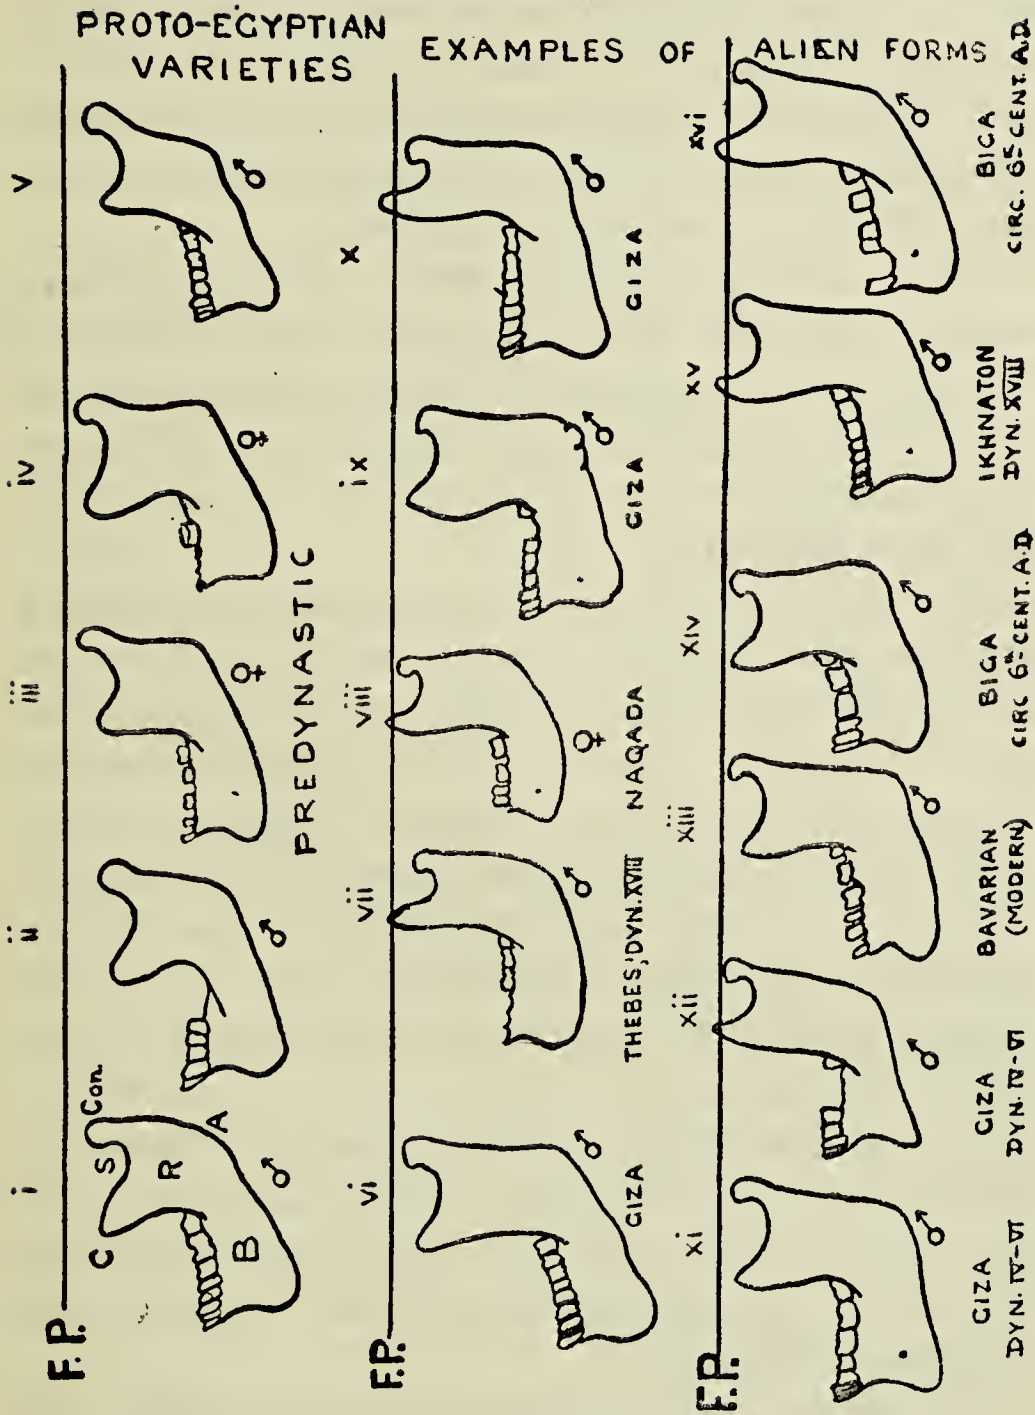 PROTO-EGYPTIAN
VARIETIES
EXAMPLES OF ALIEN FORMS
F.P.
i
ii
iii
iv
v
C
S
Con.
R
A
B
♂
♂
♀
♀
♂
PREDYNASTIC
F.P.
vi
vii
viii
ix
x
♂
♂
♀
♂
♂
GIZA
THEBES, DYN. XVIII
NAQADA
GIZA
GIZA
F.P.
xi
xii
xiii
xiv
xv
xvi
♂
♂
♂
♂
♂
♂
GIZA
DYN. IV-VI
GIZA
DYN. IV-VI
BAVARIAN
(MODERN)
BIGA
CIRC 6th CENT. A.D
IKHNATON
DYN. XVIII
BIGA
CIRC. 6th CENT. A.D